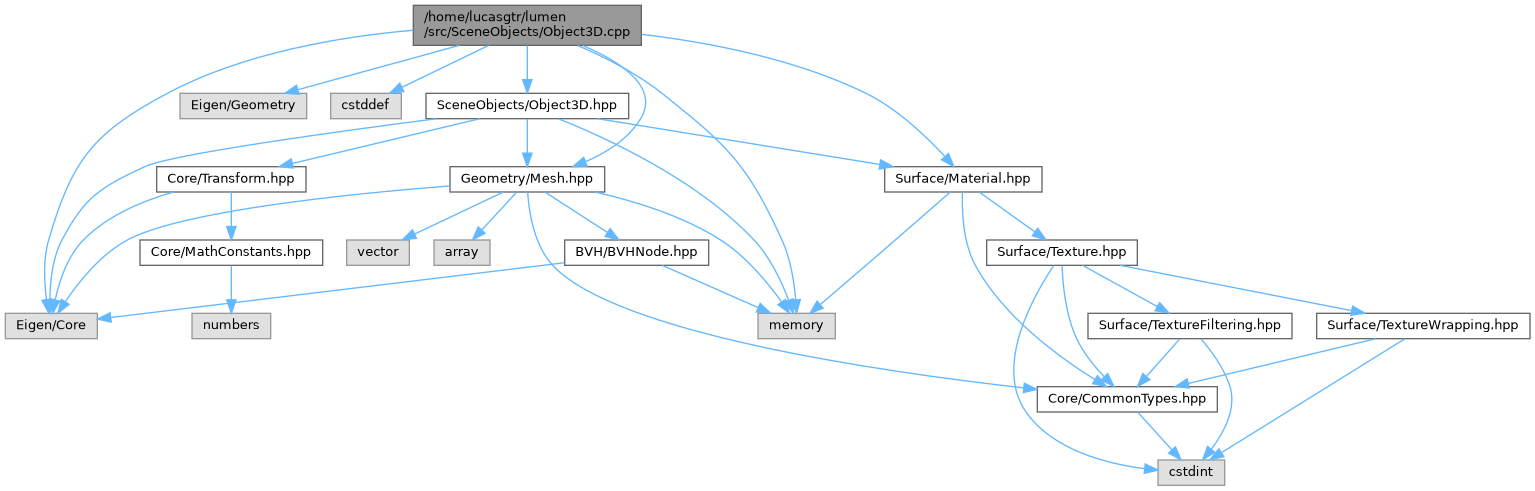 /home/lucasgtr/lumen
/src/SceneObjects/Object3D.cpp
Eigen/Geometry
cstddef
SceneObjects/Object3D.hpp
Core/Transform.hpp
Geometry/Mesh.hpp
Surface/Material.hpp
Core/MathConstants.hpp
vector
array
BVH/BVHNode.hpp
Surface/Texture.hpp
Eigen/Core
numbers
memory
Surface/TextureFiltering.hpp
Surface/TextureWrapping.hpp
Core/CommonTypes.hpp
cstdint